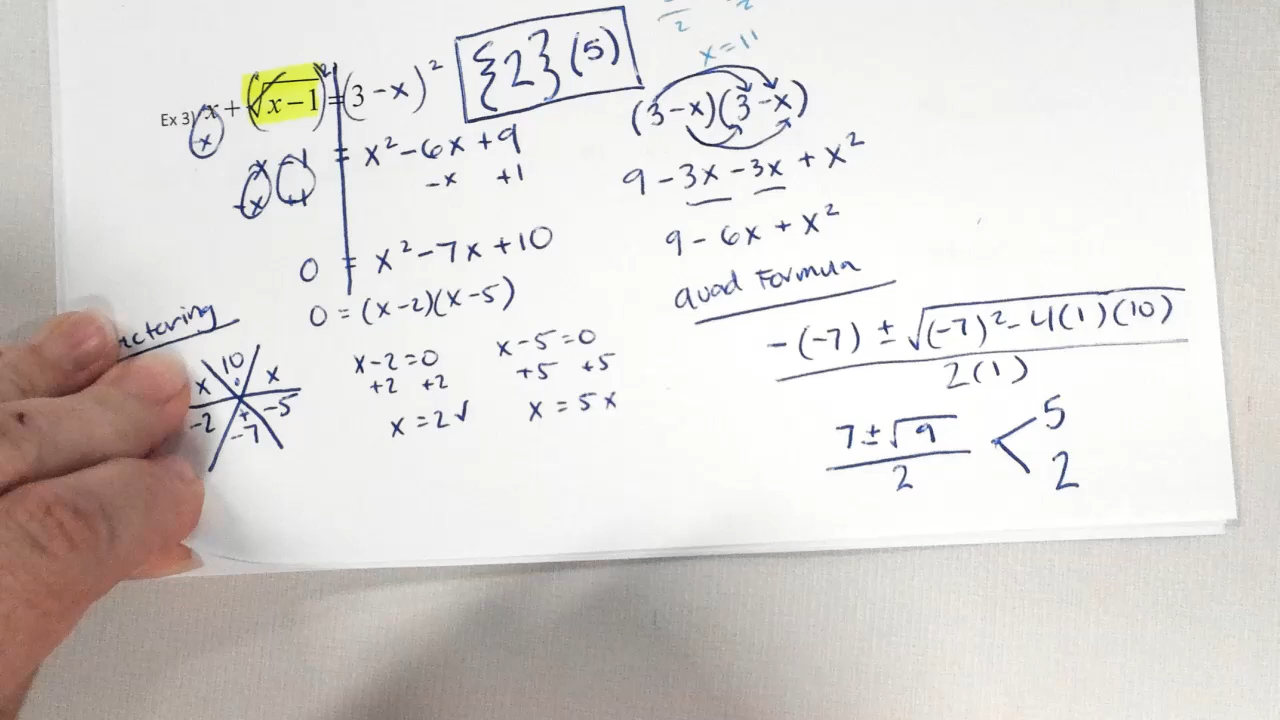 x = 11
Ex 3) x + (√x−1)² = (3 − x)² {2} (5)
−x
x − 1 = x² − 6x + 9
−x +1 −x +1
0 = x² − 7x + 10
0 = (x − 2)(x − 5)
x − 2 = 0 x − 5 = 0
+2 +2 +5 +5
x = 2 ✓ x = 5 x
10
x x
−2 + −5
−7
(3 − x)(3 − x)
9 − 3x − 3x + x²
9 − 6x + x²
Quad Formula
−(−7) ± √(−7)² − 4(1)(10)
2(1)
7 ± √9 < 5
2 2